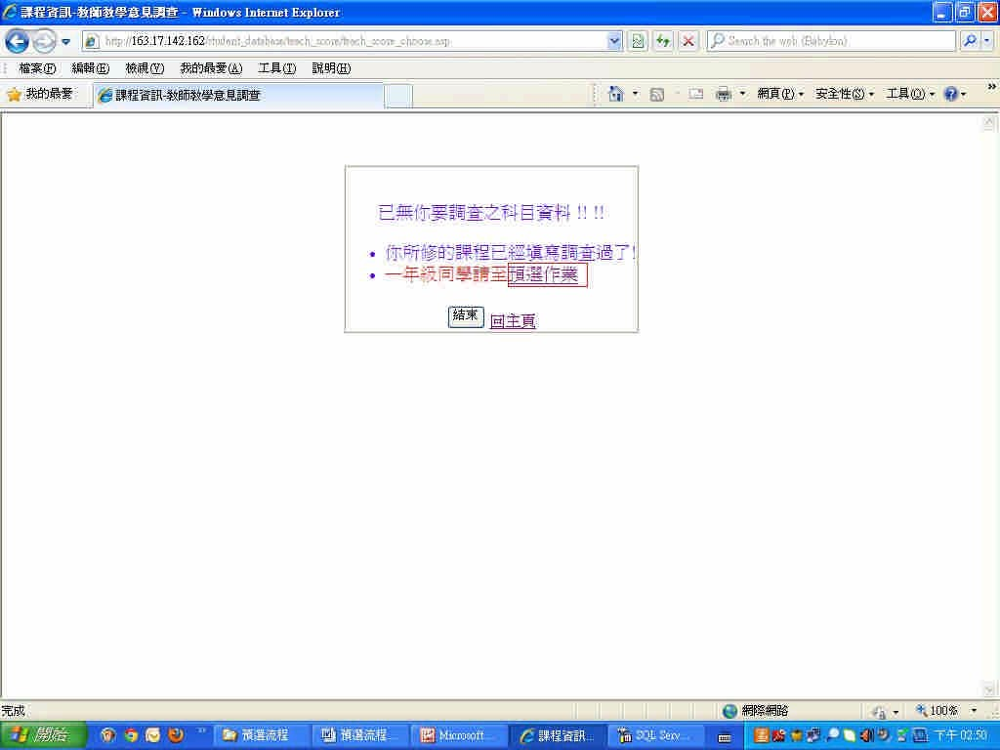 課程資訊-教師教學意見調查 - Windows Internet Explorer
http://163.17.142.162/student_database/teach_score/teach_score_choose.asp
Search the web (Babylon)
檔案(F) 編輯(E) 檢視(V) 我的最愛(A) 工具(T) 說明(H)
我的最愛 課程資訊-教師教學意見調查 網頁(P) 安全性(S) 工具(O) »
已無你要調查之科目資料 !! !!
你所修的課程已經填寫調查過了!
一年級同學請至預選作業
結束 回主頁
完成 網際網路 100%
開始 » 預選流程 預選流程... Microsoft... 課程資訊... SQL Serv... 下午 02:50